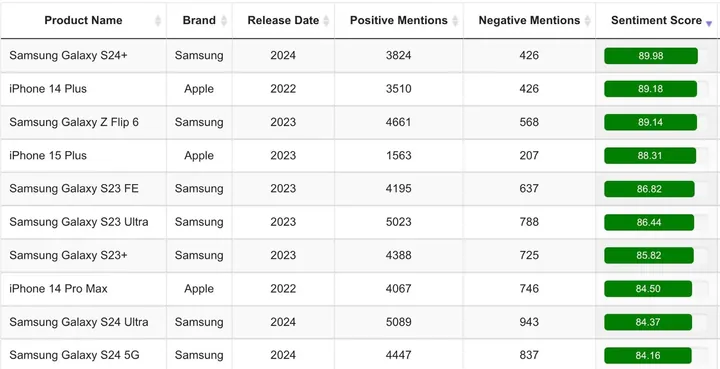 Product Name Brand Release Date Positive Mentions Negative Mentions Sentiment Score
Samsung Galaxy S24+ Samsung 2024 3824 426 89.98
iPhone 14 Plus Apple 2022 3510 426 89.18
Samsung Galaxy Z Flip 6 Samsung 2023 4661 568 89.14
iPhone 15 Plus Apple 2023 1563 207 88.31
Samsung Galaxy S23 FE Samsung 2023 4195 637 86.82
Samsung Galaxy S23 Ultra Samsung 2023 5023 788 86.44
Samsung Galaxy S23+ Samsung 2023 4388 725 85.82
iPhone 14 Pro Max Apple 2022 4067 746 84.50
Samsung Galaxy S24 Ultra Samsung 2024 5089 943 84.37
Samsung Galaxy S24 5G Samsung 2024 4447 837 84.16